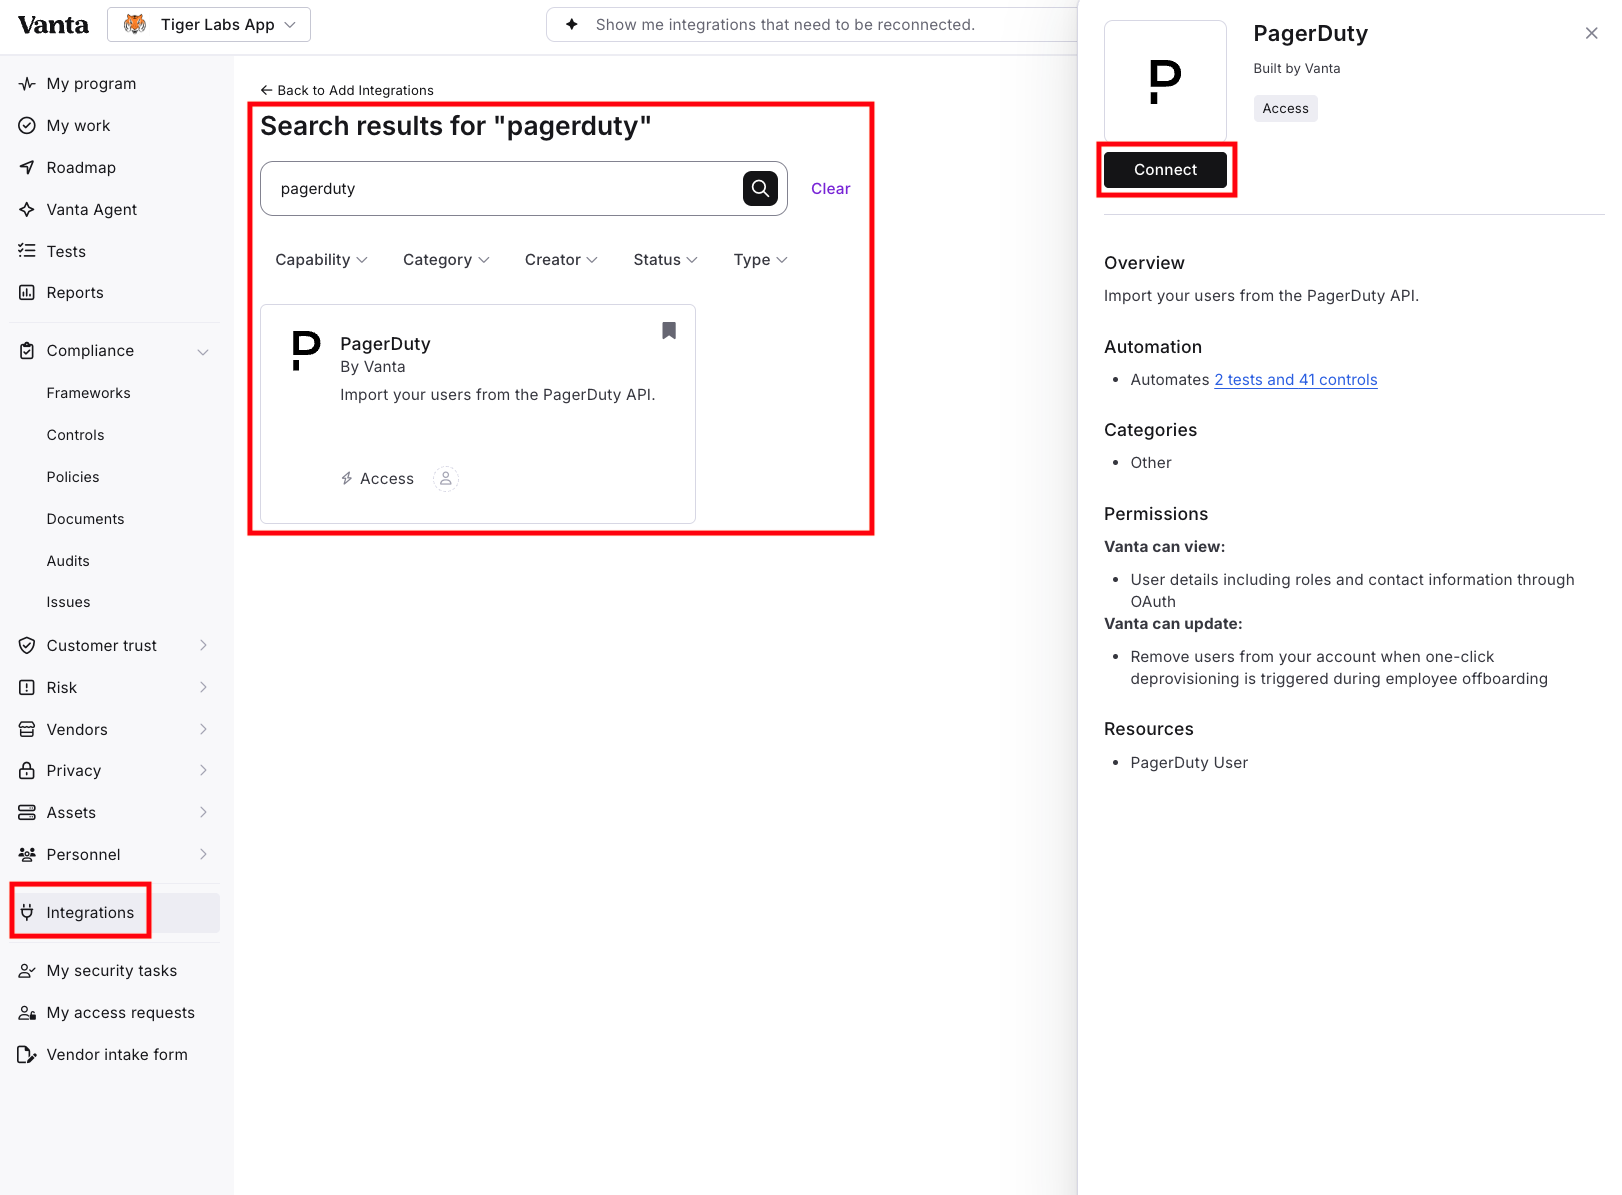 Vanta
Tiger Labs App
Show me integrations that need to be reconnected.
My program
My work
Roadmap
Vanta Agent
Tests
Reports
Compliance
Frameworks
Controls
Policies
Documents
Audits
Issues
Customer trust
Risk
Vendors
Privacy
Assets
Personnel
Integrations
My security tasks
My access requests
Vendor intake form
← Back to Add Integrations
Search results for "pagerduty"
pagerduty
Clear
Capability
Category
Creator
Status
Type
PagerDuty
By Vanta
Import your users from the PagerDuty API.
Access
PagerDuty
Built by Vanta
Access
Connect
Overview
Import your users from the PagerDuty API.
Automation
• Automates 2 tests and 41 controls
Categories
• Other
Permissions
Vanta can view:
• User details including roles and contact information through
OAuth
Vanta can update:
• Remove users from your account when one-click
deprovisioning is triggered during employee offboarding
Resources
• PagerDuty User